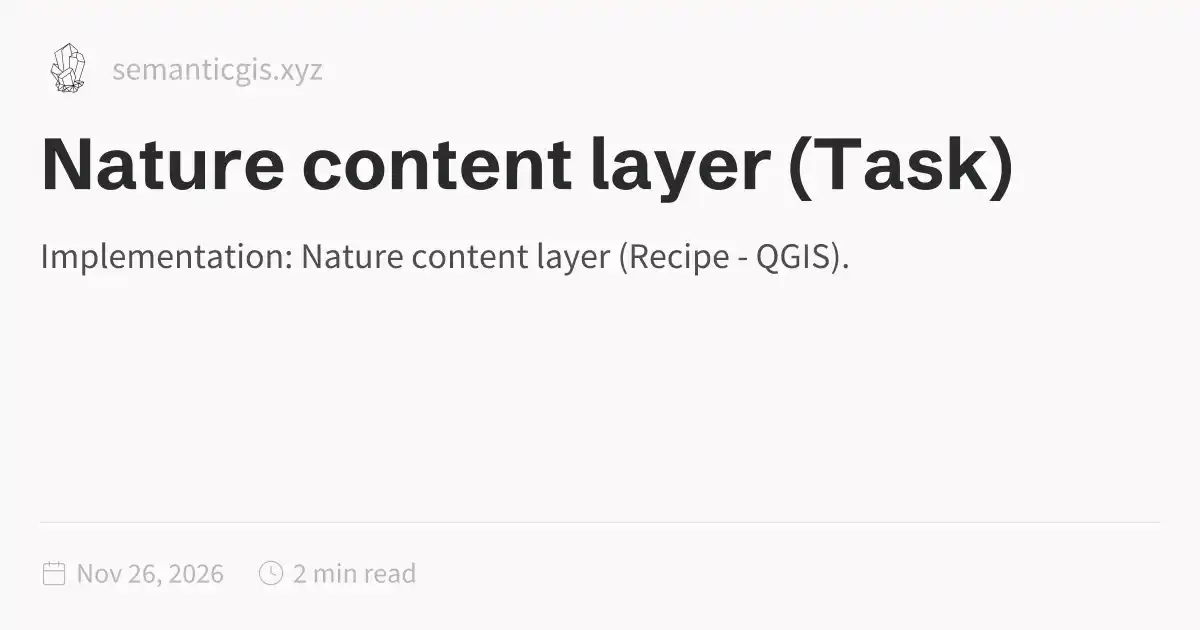 semanticgis.xyz
Nature content layer (Task)
Implementation: Nature content layer (Recipe - QGIS).
Nov 26, 2026 2 min read